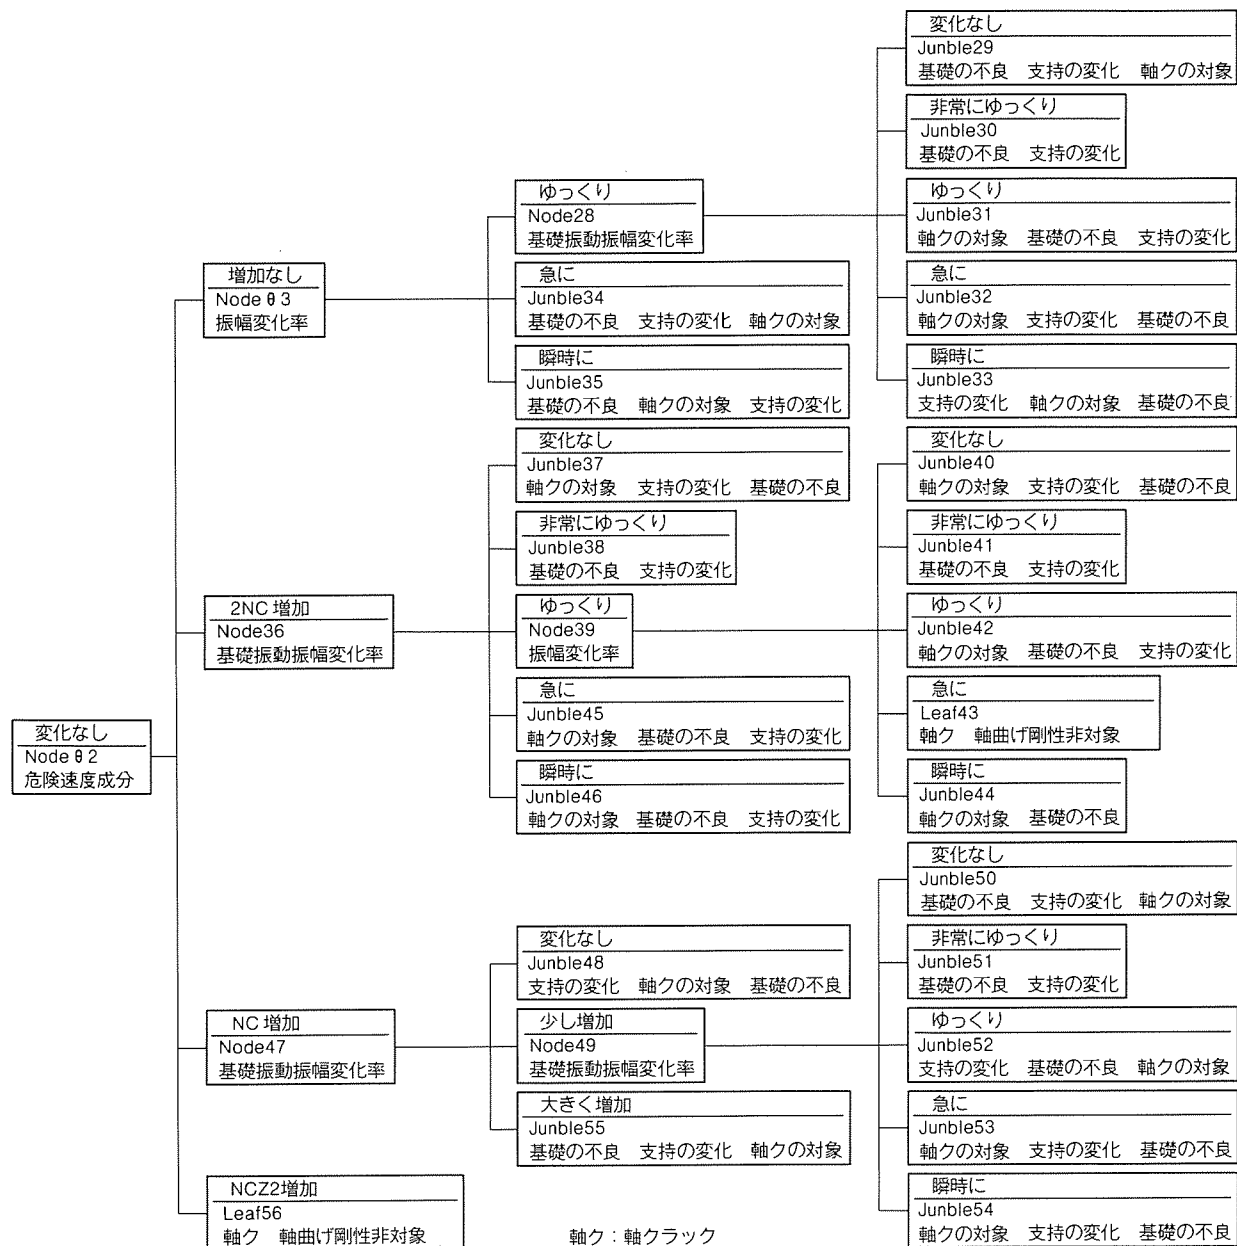 変化なし
Node θ 2
危険速度成分
増加なし
Node θ 3
振幅変化率
ゆっくり
Node28
基礎振動振幅変化率
変化なし
Junble29
基礎の不良 支持の変化 軸クの対象
非常にゆっくり
Junble30
基礎の不良 支持の変化
ゆっくり
Junble31
軸クの対象 基礎の不良 支持の変化
急に
Junble32
軸クの対象 支持の変化 基礎の不良
瞬時に
Junble33
支持の変化 軸クの対象 基礎の不良
急に
Junble34
基礎の不良 支持の変化 軸クの対象
瞬時に
Junble35
基礎の不良 軸クの対象 支持の変化
2NC 増加
Node36
基礎振動振幅変化率
変化なし
Junble37
軸クの対象 支持の変化 基礎の不良
非常にゆっくり
Junble38
基礎の不良 支持の変化
ゆっくり
Node39
振幅変化率
変化なし
Junble40
軸クの対象 支持の変化 基礎の不良
非常にゆっくり
Junble41
基礎の不良 支持の変化
ゆっくり
Junble42
軸クの対象 基礎の不良 支持の変化
急に
Leaf43
軸ク 軸曲げ剛性非対象
瞬時に
Junble44
軸クの対象 基礎の不良
急に
Junble45
軸クの対象 基礎の不良 支持の変化
瞬時に
Junble46
軸クの対象 基礎の不良 支持の変化
NC 増加
Node47
基礎振動振幅変化率
変化なし
Junble48
支持の変化 軸クの対象 基礎の不良
少し増加
Node49
基礎振動振幅変化率
変化なし
Junble50
基礎の不良 支持の変化 軸クの対象
非常にゆっくり
Junble51
基礎の不良 支持の変化
ゆっくり
Junble52
支持の変化 基礎の不良 軸クの対象
急に
Junble53
軸クの対象 支持の変化 基礎の不良
瞬時に
Junble54
軸クの対象 支持の変化 基礎の不良
大きく増加
Junble55
基礎の不良 支持の変化 軸クの対象
NCZ2増加
Leaf56
軸ク 軸曲げ剛性非対象
軸ク：軸クラック